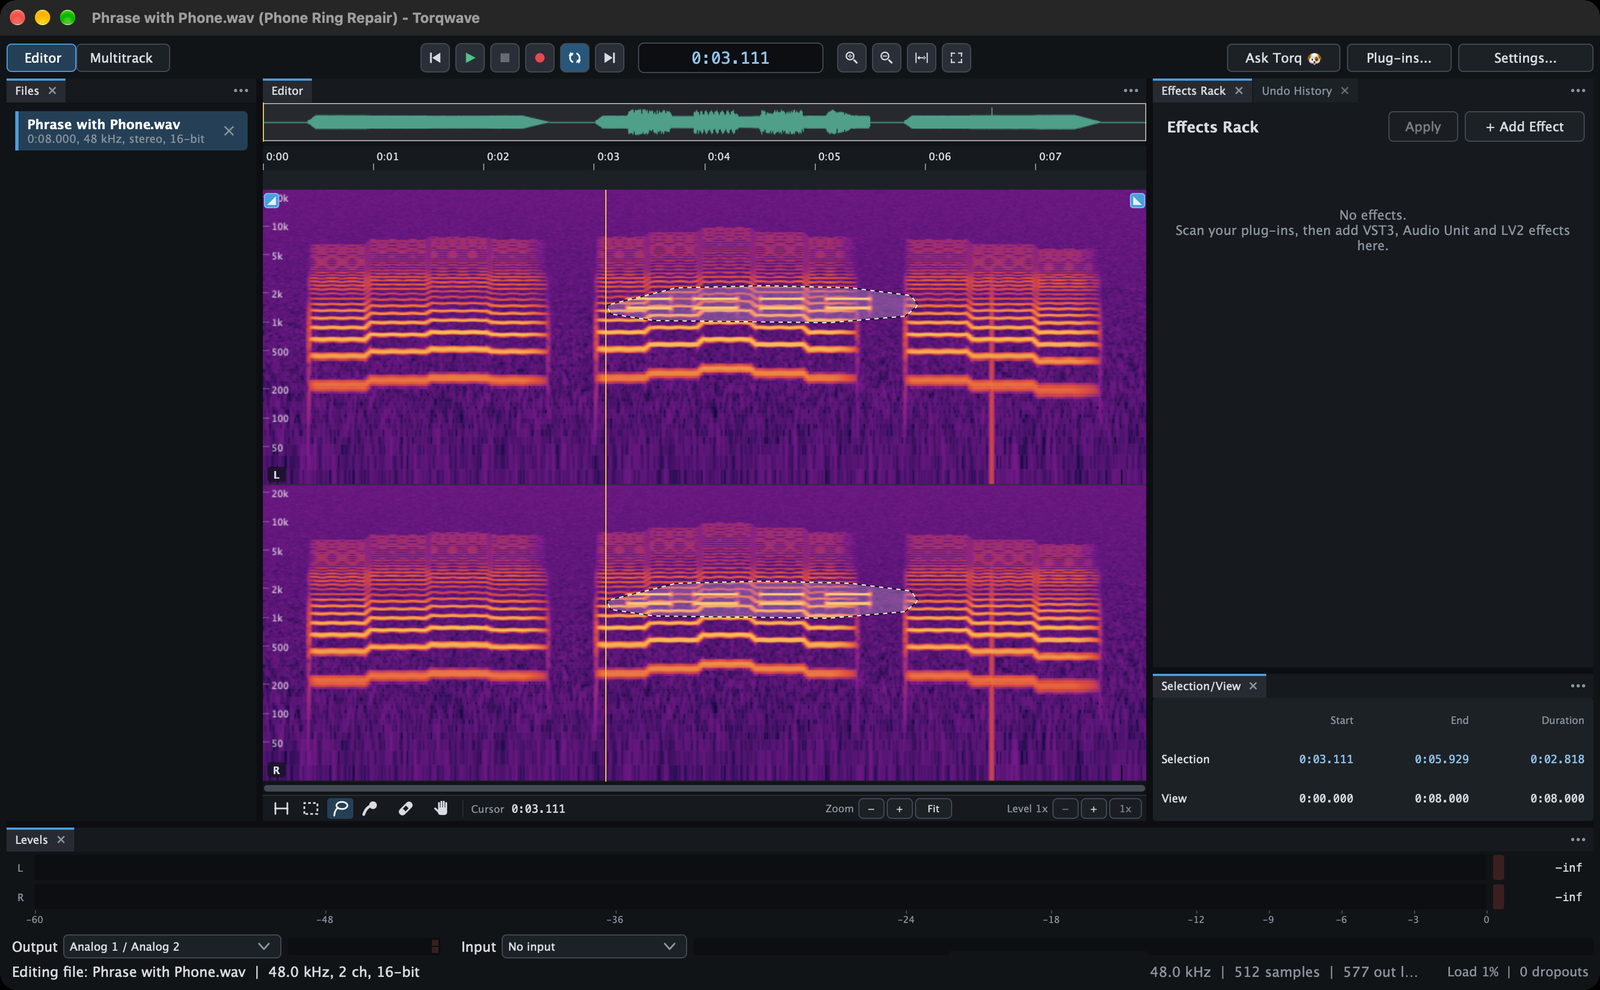 Phrase with Phone.wav (Phone Ring Repair) - Torqwave
Editor
Multitrack
0:03.111
Ask Torq
Plug-ins...
Settings...
Files
Phrase with Phone.wav
0:08.000, 48 kHz, stereo, 16-bit
Editor
0:00
0:01
0:02
0:03
0:04
0:05
0:06
0:07
10k
5k
2k
1k
500
200
100
50
L
20k
10k
5k
2k
1k
500
200
100
50
R
Cursor 0:03.111
Zoom - + Fit
Level 1x - + 1x
Effects Rack
Undo History
Effects Rack
Apply
+ Add Effect
No effects.
Scan your plug-ins, then add VST3, Audio Unit and LV2 effects
here.
Selection/View
Start End Duration
Selection 0:03.111 0:05.929 0:02.818
View 0:00.000 0:08.000 0:08.000
Levels
L -inf
R -inf
-60 -48 -36 -24 -18 -12 -9 -6 -3 0
Output Analog 1 / Analog 2
Input No input
Editing file: Phrase with Phone.wav | 48.0 kHz, 2 ch, 16-bit
48.0 kHz | 512 samples | 577 out l... Load 1% | 0 dropouts